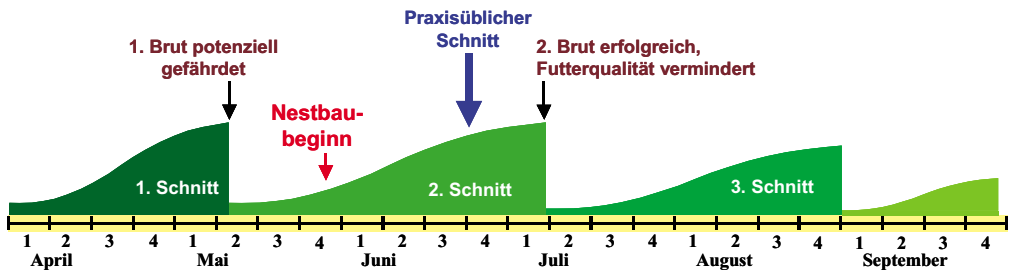 Praxisüblicher
Schnitt
1. Brut potenziell
gefährdet
2. Brut erfolgreich,
Futterqualität vermindert
Nestbau-
beginn
1. Schnitt
2. Schnitt
3. Schnitt
1 2 3 4 1 2 3 4 1 2 3 4 1 2 3 4 1 2 3 4 1 2 3 4
April Mai Juni Juli August September